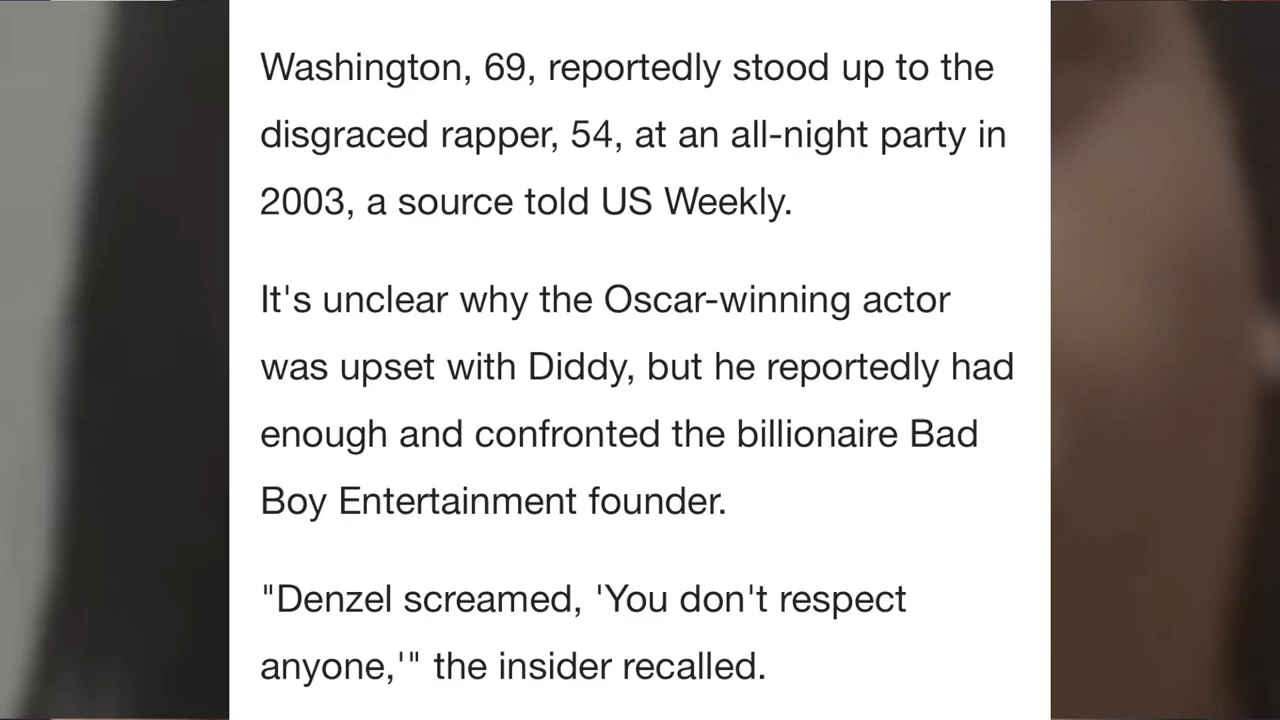 Washington, 69, reportedly stood up to the
disgraced rapper, 54, at an all-night party in
2003, a source told US Weekly.
It's unclear why the Oscar-winning actor
was upset with Diddy, but he reportedly had
enough and confronted the billionaire Bad
Boy Entertainment founder.
"Denzel screamed, 'You don't respect
anyone,'" the insider recalled.